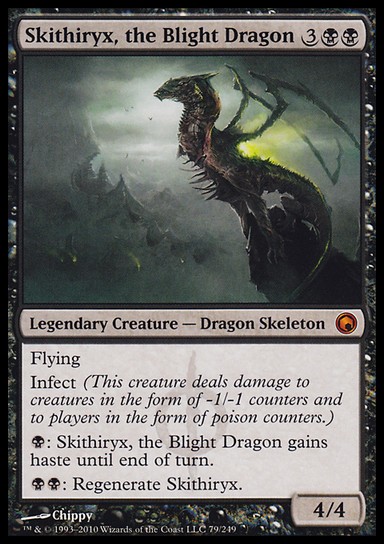 Skithiryx, the Blight Dragon 3
Legendary Creature — Dragon Skeleton
Flying
Infect (This creature deals damage to
creatures in the form of -1/-1 counters and
to players in the form of poison counters.)
: Skithiryx, the Blight Dragon gains
haste until end of turn.
: Regenerate Skithiryx.
Chippy
™ & © 1993–2010 Wizards of the Coast LLC 79/249
4/4